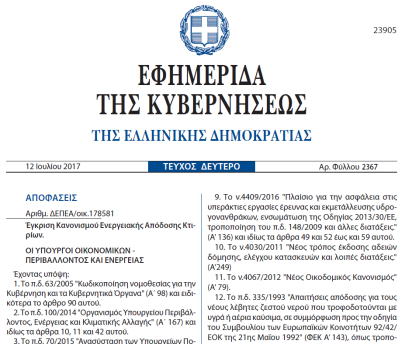 23905
ΕΦΗΜΕΡΙΔΑ
ΤΗΣ ΚΥΒΕΡΝΗΣΕΩΣ
ΤΗΣ ΕΛΛΗΝΙΚΗΣ ΔΗΜΟΚΡΑΤΙΑΣ
12 Ιουλίου 2017
ΤΕΥΧΟΣ ΔΕΥΤΕΡΟ
Αρ. Φύλλου 2367
ΑΠΟΦΑΣΕΙΣ
Αριθμ. ΔΕΠΕΑ/οικ.178581
Έγκριση Κανονισμού Ενεργειακής Απόδοσης Κτι-
ρίων.
ΟΙ ΥΠΟΥΡΓΟΙ ΟΙΚΟΝΟΜΙΚΩΝ -
ΠΕΡΙΒΑΛΛΟΝΤΟΣ ΚΑΙ ΕΝΕΡΓΕΙΑΣ
Έχοντας υπόψη:
1. Το π.δ. 63/2005 "Κωδικοποίηση νομοθεσίας για την
Κυβέρνηση και τα Κυβερνητικά Όργανα" (Α΄ 98) και ειδι-
κότερα το άρθρο 90 αυτού.
2. Το π.δ. 100/2014 "Οργανισμός Υπουργείου Περιβάλ-
λοντος, Ενέργειας και Κλιματικής Αλλαγής" (Α΄ 167) και
ιδίως τα άρθρα 10, 11 και 42 αυτού.
3. Το π.δ. 70/2015 "Ανασύσταση των Υπουργείων Πο-
9. Το ν.4409/2016 "Πλαίσιο για την ασφάλεια στις
υπεράκτιες εργασίες έρευνας και εκμετάλλευσης υδρο-
γονανθράκων, ενσωμάτωση της Οδηγίας 2013/30/ΕΕ,
τροποποίηση του π.δ. 148/2009 και άλλες διατάξεις"
(Α'136) και ιδίως τα άρθρα 49 έως 52 έως και 59 αυτού.
10. Το ν.4030/2011 "Νέος τρόπος έκδοσης αδειών
δόμησης, ελέγχου κατασκευών και λοιπές διατάξεις"
(Α'249)
11. Το ν.4067/2012 "Νέος Οικοδομικός Κανονισμός"
(Α' 79).
12. Το π.δ. 335/1993 "Απαιτήσεις απόδοσης για τους
νέους λέβητες ζεστού νερού που τροφοδοτούνται με
υγρά ή αέρια καύσιμα, σε συμμόρφωση προς την οδηγία
του Συμβουλίου των Ευρωπαϊκών Κοινοτήτων 92/42/
ΕΟΚ της 21ης Μαΐου 1992" (ΦΕΚ Α΄ 143), όπως τροπο-